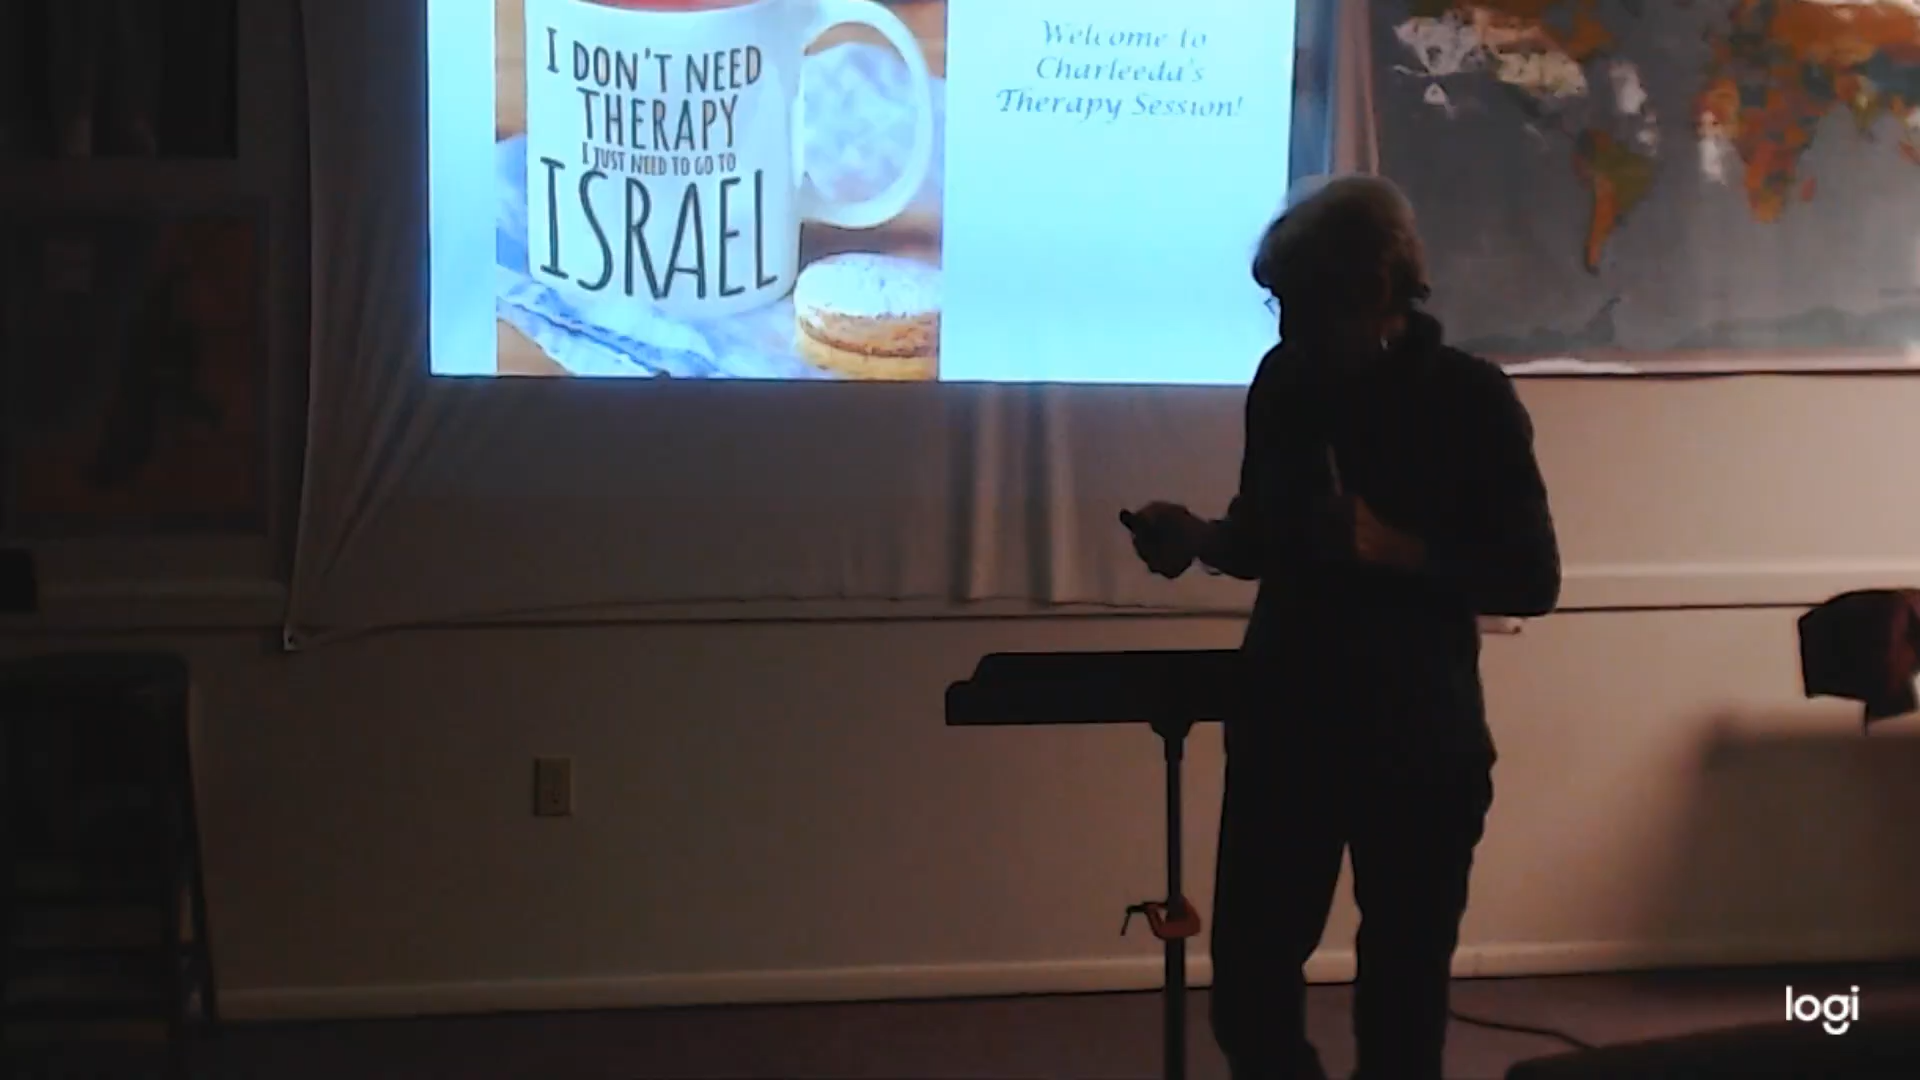 I DON'T NEED
THERAPY
I JUST NEED TO GO TO
ISRAEL
Welcome to
Charleeda's
Therapy Session!
logi